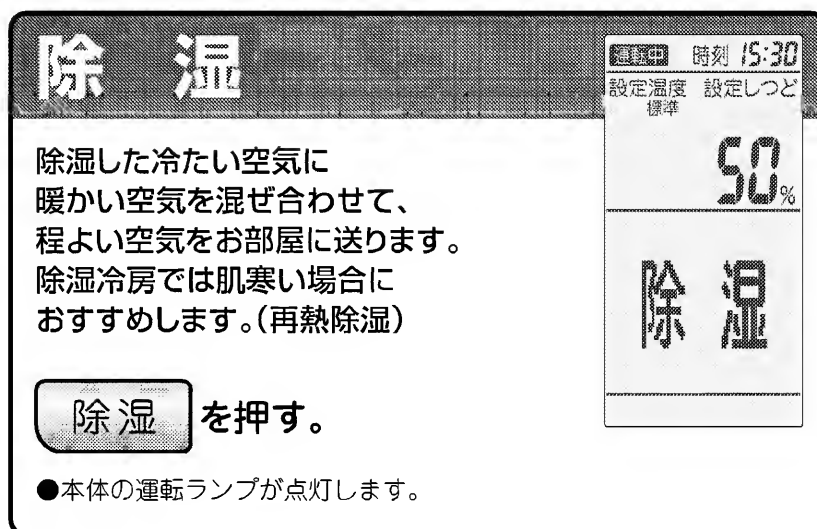 除 湿
運転中 時刻 15:30
設定温度 設定しつど
標準
50%
除 湿
除湿した冷たい空気に
暖かい空気を混ぜ合わせて、
程よい空気をお部屋に送ります。
除湿冷房では肌寒い場合に
おすすめします。(再熱除湿)
除湿 を押す。
●本体の運転ランプが点灯します。